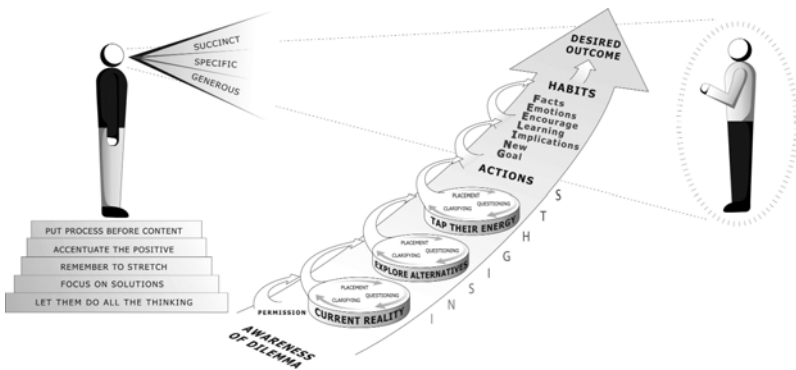 SUCCINCT
SPECIFIC
GENEROUS
PUT PROCESS BEFORE CONTENT
ACCENTUATE THE POSITIVE
REMEMBER TO STRETCH
FOCUS ON SOLUTIONS
LET THEM DO ALL THE THINKING
DESIRED
OUTCOME
HABITS
Facts
Emotions
Encourage
Learning
Implications
New
Goal
ACTIONS
PLACEMENT
CLARIFYING QUESTIONING
TAP THEIR ENERGY
PLACEMENT
CLARIFYING QUESTIONING
EXPLORE ALTERNATIVES
PLACEMENT
CLARIFYING QUESTIONING
CURRENT REALITY
PERMISSION
AWARENESS
OF DILEMMA
INSIGHTS